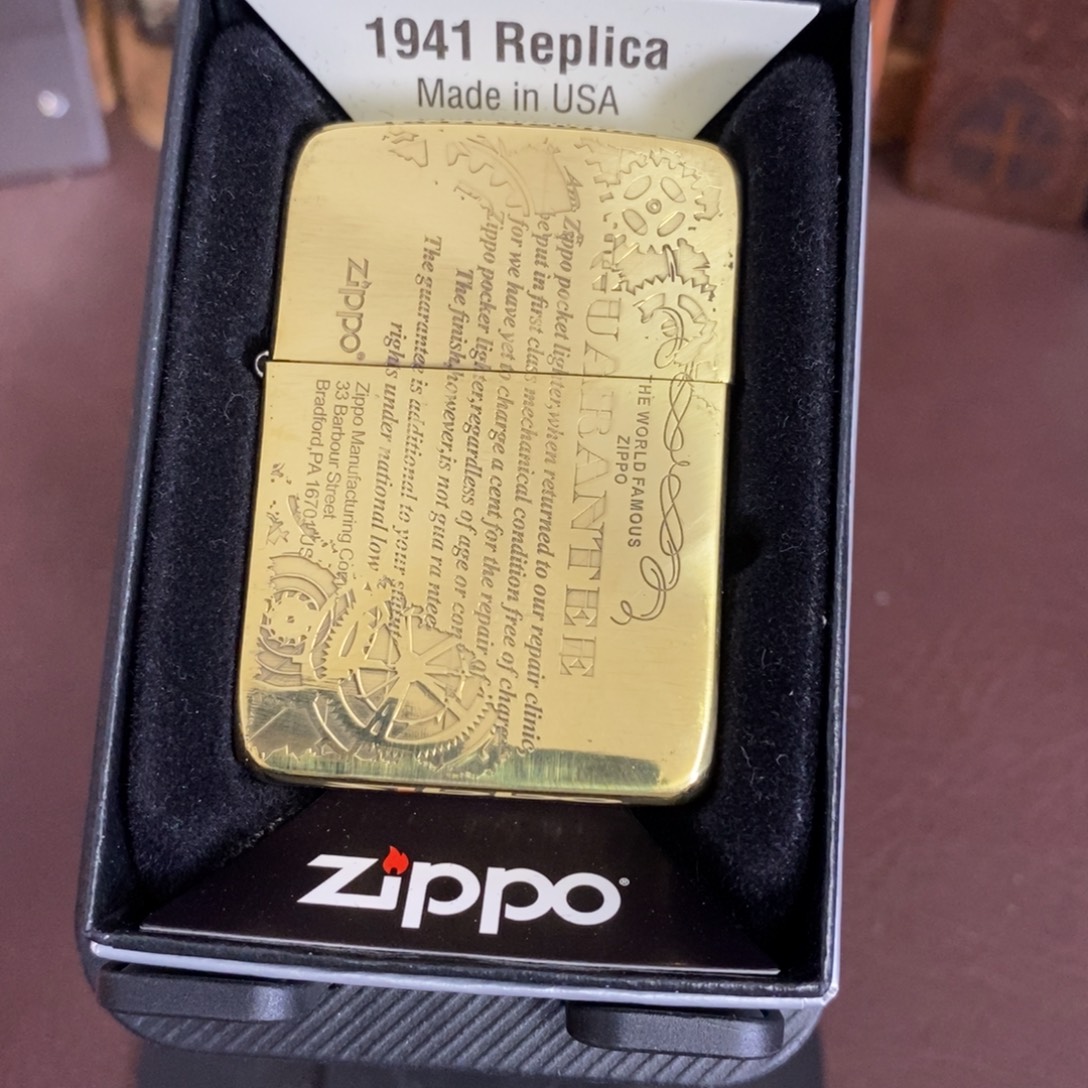 1941 Replica
Made in USA
THE WORLD FAMOUS
ZIPPO
GUARANTEE
Zippo pocket lighter,when returned to our repair clinic
put in first class mechanical condition free of charge
for we have yet to charge a cent for the repair of
Zippo pocker lighter,regardless of age or
The finish,however,is not gua ra nteed
The guarantee is additional to your
rights under national low
Zippo®
Zippo Manufacturing
33 Barbour Street
Bradford,PA 16701
zippo